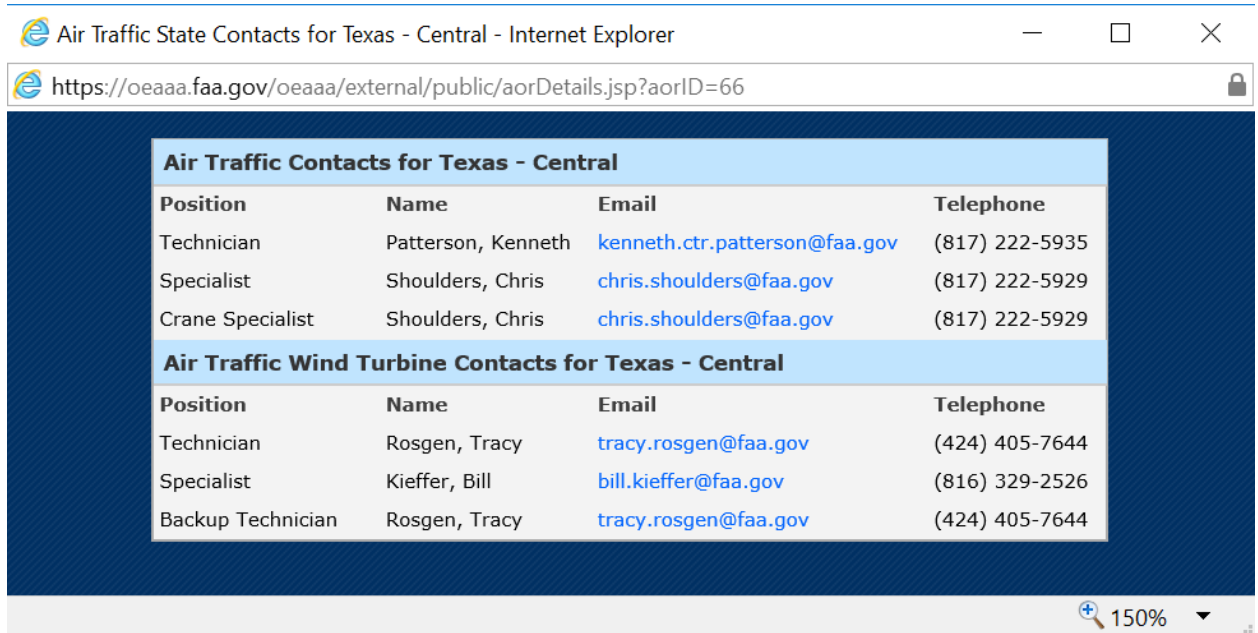 Air Traffic State Contacts for Texas - Central - Internet Explorer
https://oeaaa.faa.gov/oeaaa/external/public/aorDetails.jsp?aorID=66
Air Traffic Contacts for Texas - Central
Position Name Email Telephone
Technician Patterson, Kenneth kenneth.ctr.patterson@faa.gov (817) 222-5935
Specialist Shoulders, Chris chris.shoulders@faa.gov (817) 222-5929
Crane Specialist Shoulders, Chris chris.shoulders@faa.gov (817) 222-5929
Air Traffic Wind Turbine Contacts for Texas - Central
Position Name Email Telephone
Technician Rosgen, Tracy tracy.rosgen@faa.gov (424) 405-7644
Specialist Kieffer, Bill bill.kieffer@faa.gov (816) 329-2526
Backup Technician Rosgen, Tracy tracy.rosgen@faa.gov (424) 405-7644
150%